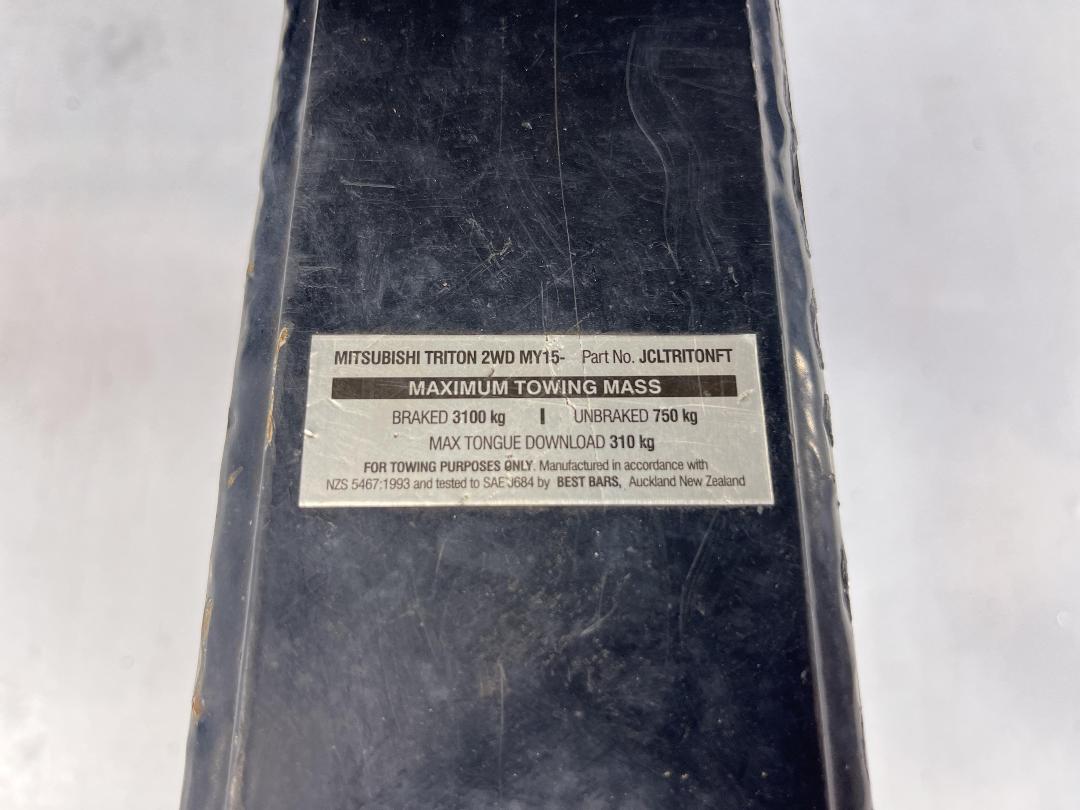 MITSUBISHI TRITON 2WD MY15- Part No. JCLTRITONFT
MAXIMUM TOWING MASS
BRAKED 3100 kg | UNBRAKED 750 kg
MAX TONGUE DOWNLOAD 310 kg
FOR TOWING PURPOSES ONLY. Manufactured in accordance with
NZS 5467:1993 and tested to SAE J684 by BEST BARS, Auckland New Zealand